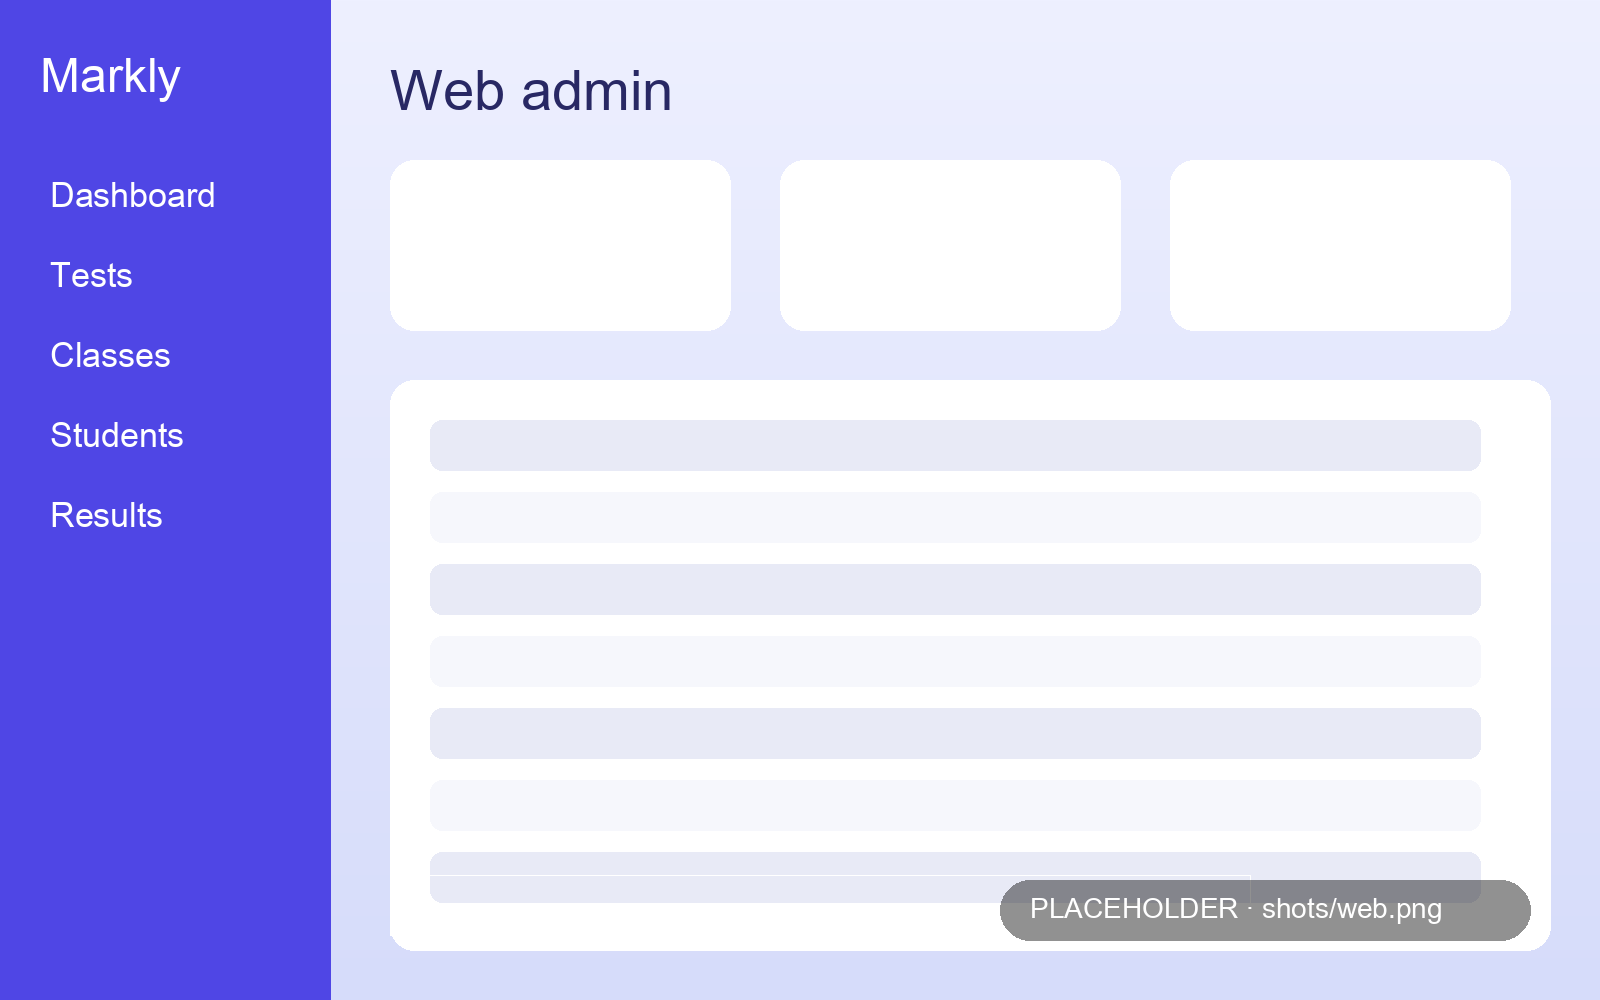 Markly
Web admin
Dashboard
Tests
Classes
Students
Results
PLACEHOLDER · shots/web.png